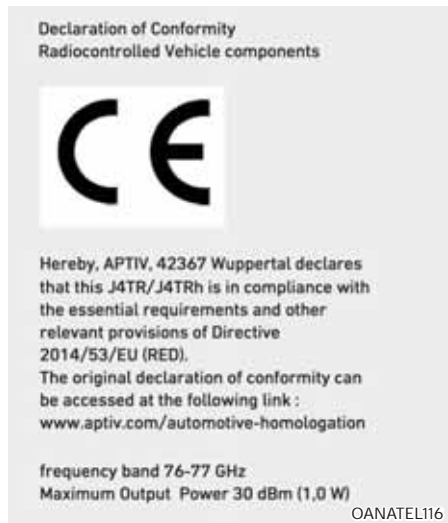 Declaration of Conformity
Radiocontrolled Vehicle components
CE
Hereby, APTIV, 42367 Wuppertal declares
that this J4TR/J4TRh is in compliance with
the essential requirements and other
relevant provisions of Directive
2014/53/EU (RED).
The original declaration of conformity can
be accessed at the following link :
www.aptiv.com/automotive-homologation
frequency band 76-77 GHz
Maximum Output Power 30 dBm (1,0 W)
OANATEL116